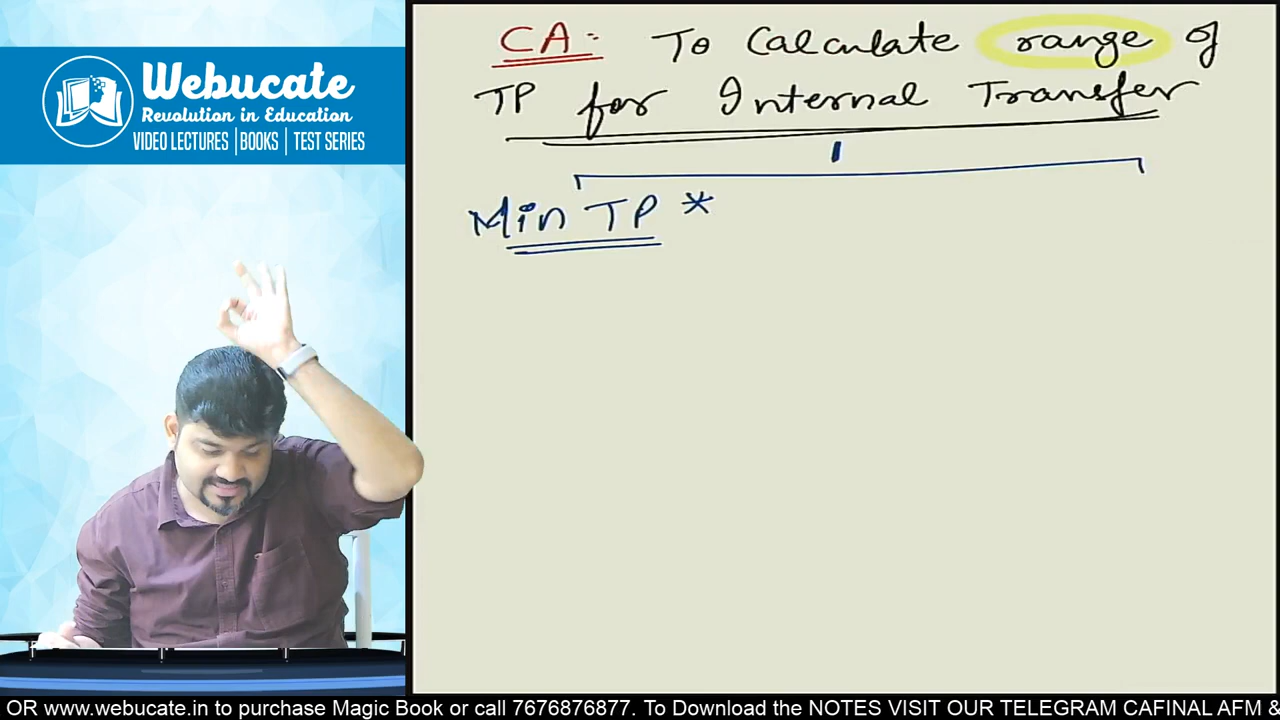 Webucate
Revolution in Education
VIDEO LECTURES | BOOKS | TEST SERIES
CA:- To Calculate range of
TP for Internal Transfer
Min TP *
OR www.webucate.in to purchase Magic Book or call 7676876877. To Download the NOTES VISIT OUR TELEGRAM CAFINAL AFM &